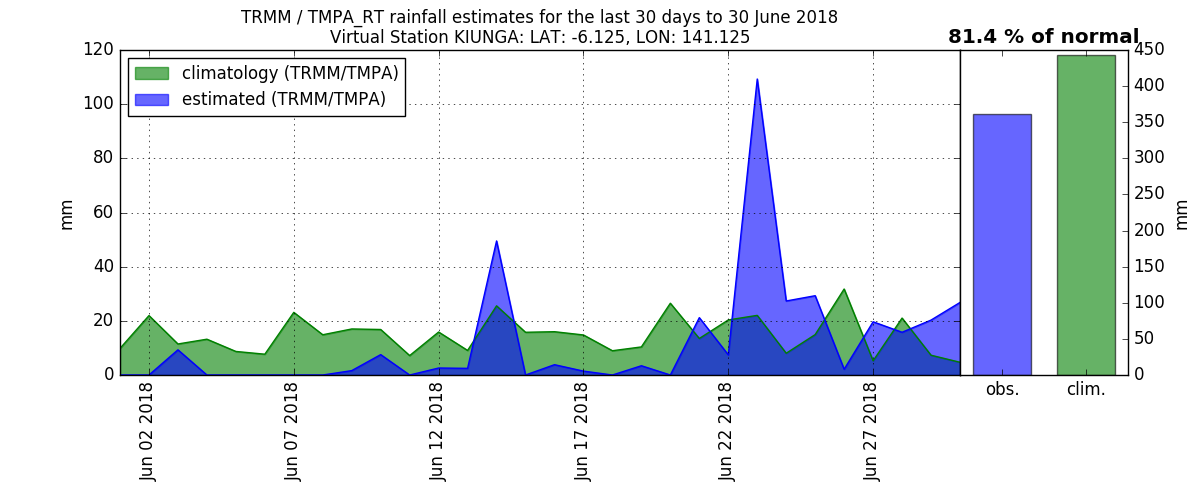 TRMM / TMPA_RT rainfall estimates for the last 30 days to 30 June 2018
Virtual Station KIUNGA: LAT: -6.125, LON: 141.125
81.4 % of normal
climatology (TRMM/TMPA)
estimated (TRMM/TMPA)
120
100
80
60
40
20
0
mm
Jun 02 2018
Jun 07 2018
Jun 12 2018
Jun 17 2018
Jun 22 2018
Jun 27 2018
450
400
350
300
250
200
150
100
50
0
mm
obs.
clim.